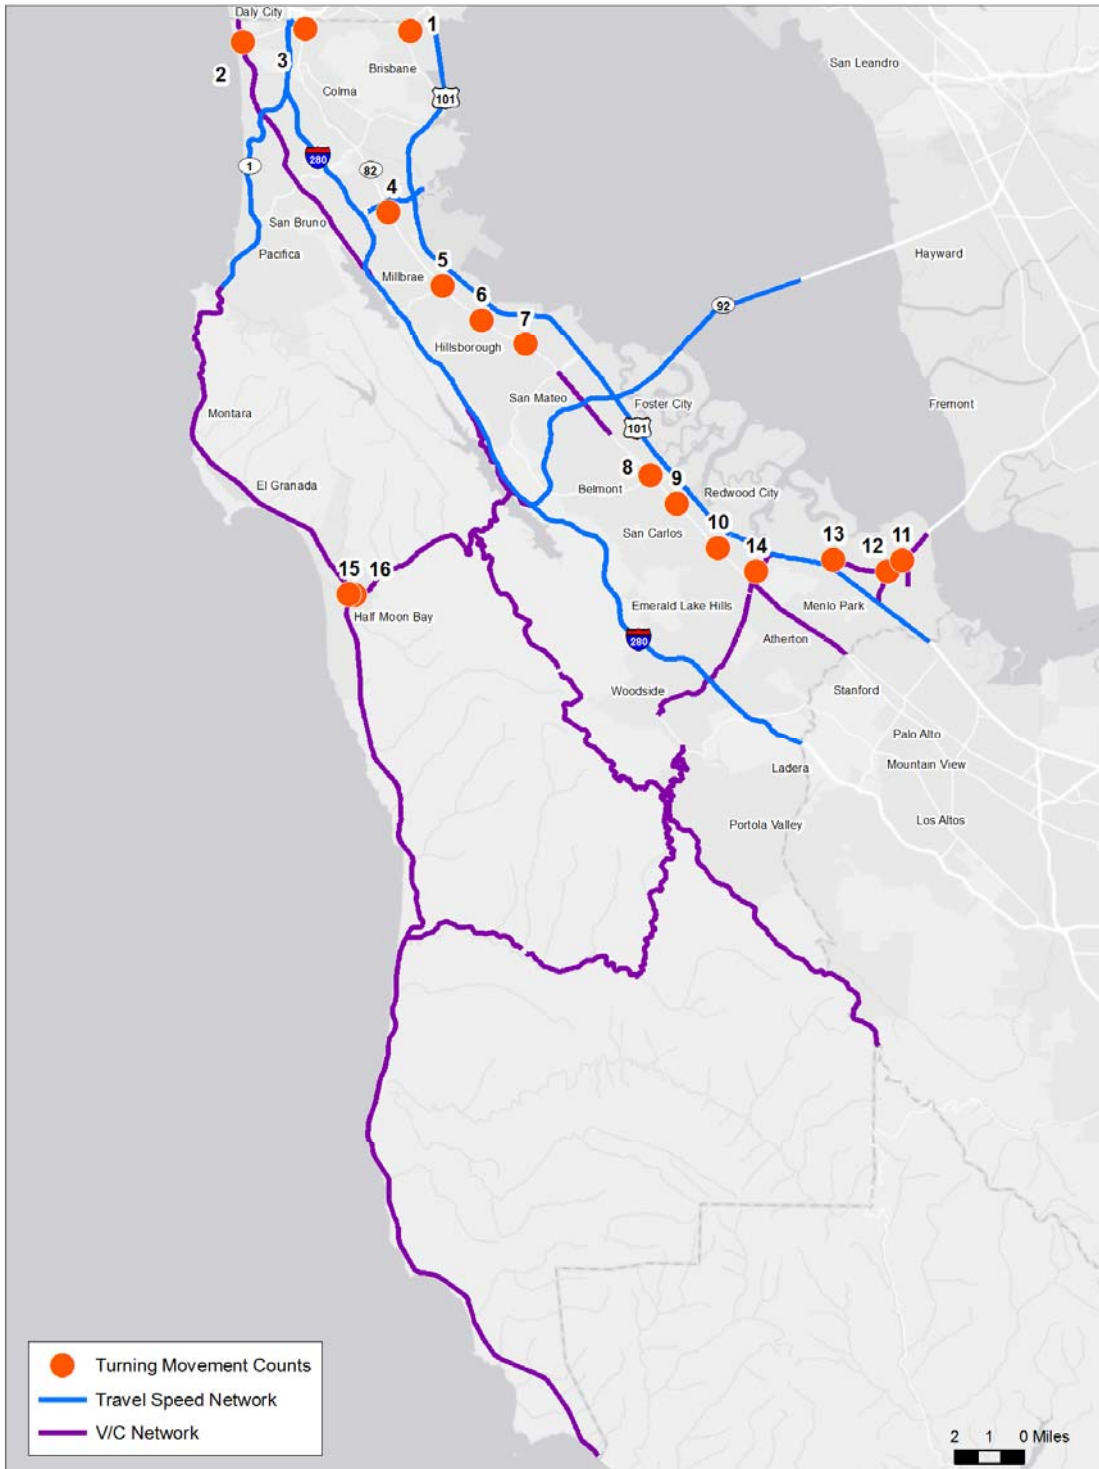 Daly City
1
2
3
Brisbane
San Leandro
Colma
101
280
1
82
4
San Bruno
Pacifica
Hayward
5
Millbrae
6
92
7
Hillsborough
San Mateo
Foster City
Fremont
Montara
101
8
9
El Granada
Belmont
Redwood City
San Carlos
10
13
11
12
14
15
16
Half Moon Bay
Emerald Lake Hills
Menlo Park
280
Atherton
Woodside
Stanford
Palo Alto
Ladera
Mountain View
Portola Valley
Los Altos
Turning Movement Counts
Travel Speed Network
V/C Network
2 1 0 Miles